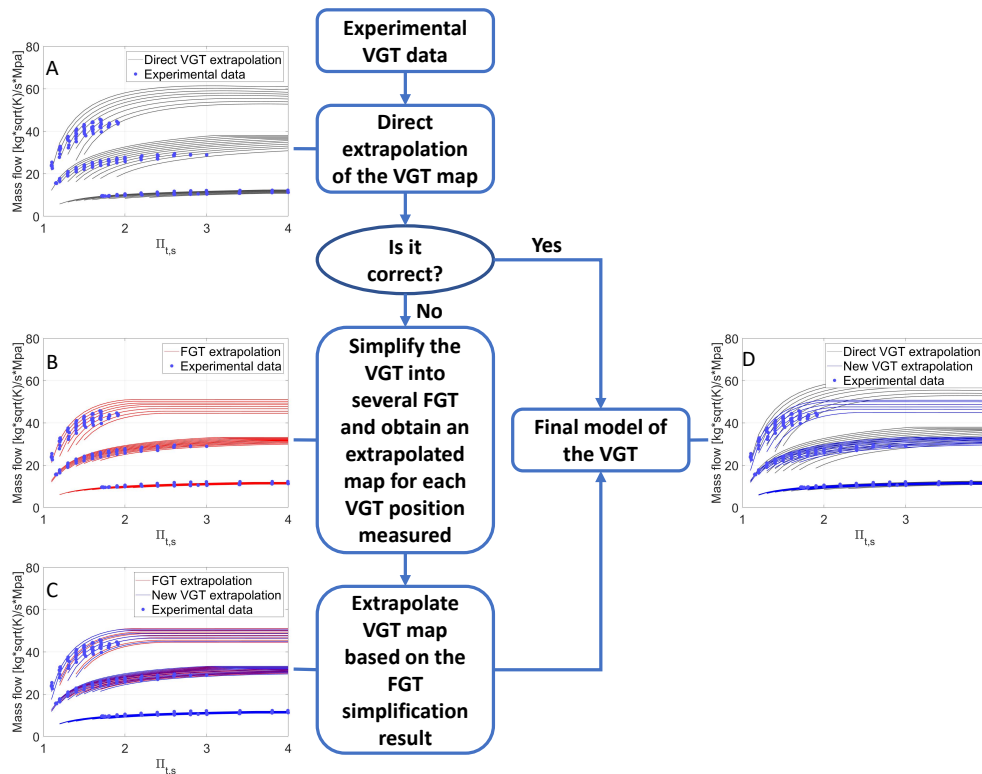 A
80
60
40
20
0
Mass flow [kg*sqrt(K)/s*Mpa]
Direct VGT extrapolation
Experimental data
1 2 3 4
Π t,s
Experimental
VGT data
Direct
extrapolation
of the VGT map
Is it
correct?
Yes
No
B
80
60
40
20
0
Mass flow [kg*sqrt(K)/s*Mpa]
FGT extrapolation
Experimental data
1 2 3 4
Π t,s
Simplify the
VGT into
several FGT
and obtain an
extrapolated
map for each
VGT position
measured
Final model of
the VGT
D
80
60
40
20
0
Mass flow [kg*sqrt(K)/s*Mpa]
Direct VGT extrapolation
New VGT extrapolation
Experimental data
1 2 3
Π t,s
C
80
60
40
20
0
Mass flow [kg*sqrt(K)/s*Mpa]
FGT extrapolation
New VGT extrapolation
Experimental data
1 2 3 4
Π t,s
Extrapolate
VGT map
based on the
FGT
simplification
result